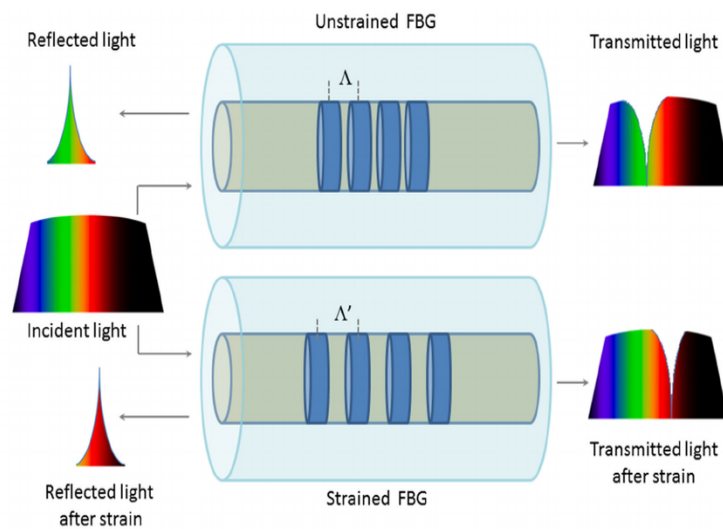 Unstrained FBG
Reflected light
Transmitted light
Λ
Incident light
Λ’
Transmitted light
after strain
Reflected light
after strain
Strained FBG